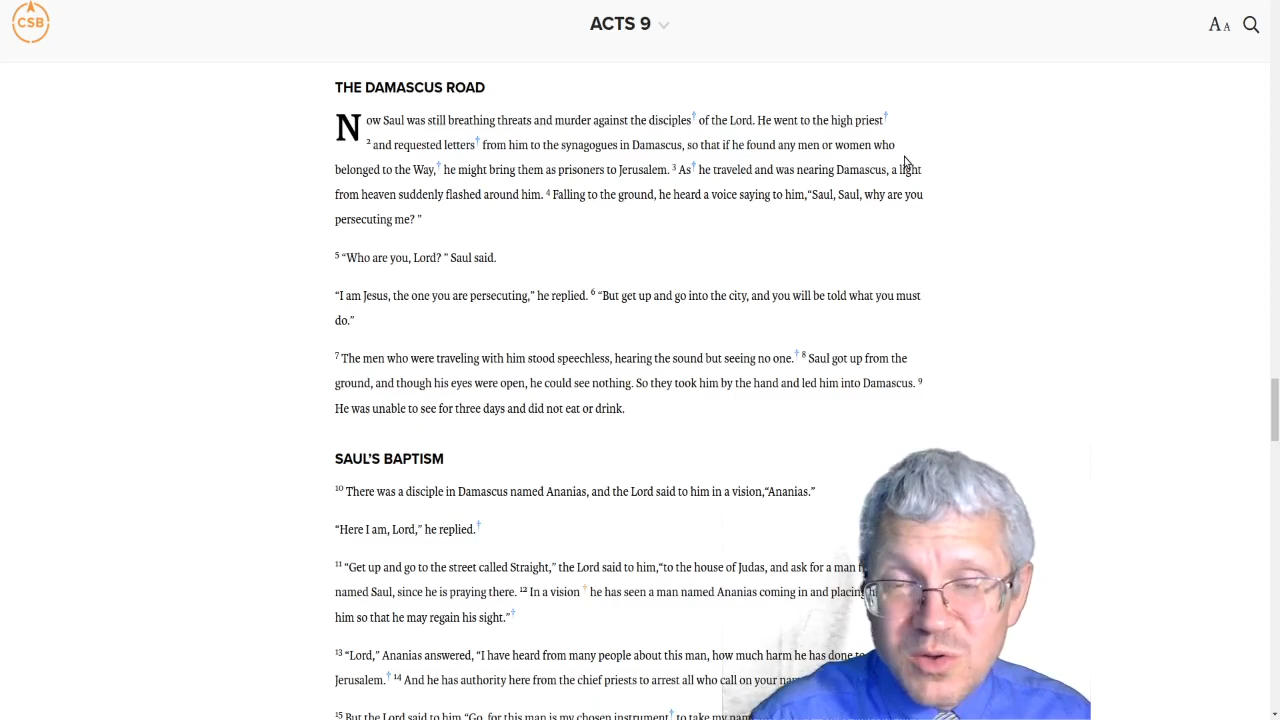 CSB
ACTS 9
A A
THE DAMASCUS ROAD
Now Saul was still breathing threats and murder against the disciples† of the Lord. He went to the high priest†
2 and requested letters† from him to the synagogues in Damascus, so that if he found any men or women who
belonged to the Way,† he might bring them as prisoners to Jerusalem. 3 As† he traveled and was nearing Damascus, a light
from heaven suddenly flashed around him. 4 Falling to the ground, he heard a voice saying to him,“Saul, Saul, why are you
persecuting me? ”
5 “Who are you, Lord? ” Saul said.
“I am Jesus, the one you are persecuting,” he replied. 6 “But get up and go into the city, and you will be told what you must
do.”
7 The men who were traveling with him stood speechless, hearing the sound but seeing no one.† 8 Saul got up from the
ground, and though his eyes were open, he could see nothing. So they took him by the hand and led him into Damascus. 9
He was unable to see for three days and did not eat or drink.
SAUL’S BAPTISM
10 There was a disciple in Damascus named Ananias, and the Lord said to him in a vision,“Ananias.”
“Here I am, Lord,” he replied.†
11 “Get up and go to the street called Straight,” the Lord said to him,“to the house of Judas, and ask for a man
named Saul, since he is praying there. 12 In a vision † he has seen a man named Ananias coming in and placing
him so that he may regain his sight.”†
13 “Lord,” Ananias answered, “I have heard from many people about this man, how much harm he has done to
Jerusalem.† 14 And he has authority here from the chief priests to arrest all who call on your
15 But the Lord said to him “Go, for this man is my chosen instrument† to take my